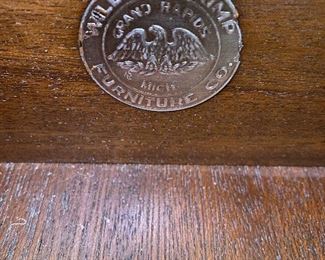 GRAND RAPIDS
MICH
FURNITURE CO.